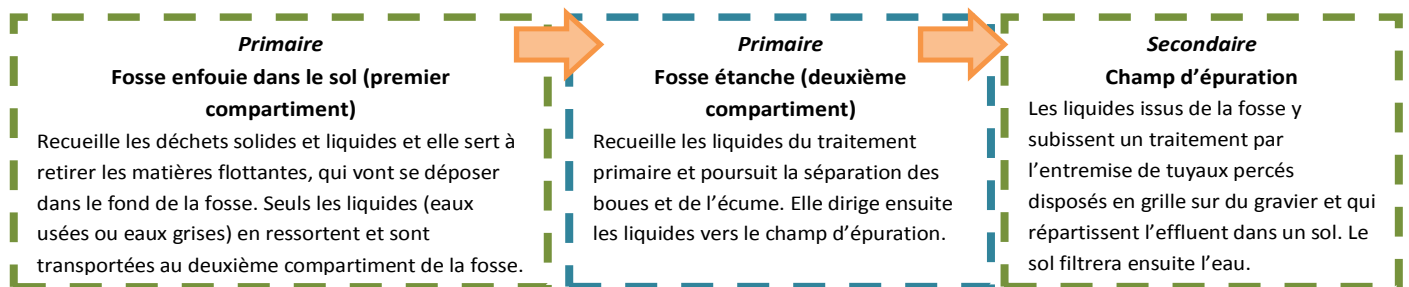 Primaire
Fosse enfouie dans le sol (premier
compartiment)
Recueille les déchets solides et liquides et elle sert à
retirer les matières flottantes, qui vont se déposer
dans le fond de la fosse. Seuls les liquides (eaux
usées ou eaux grises) en ressortent et sont
transportées au deuxième compartiment de la fosse.
Primaire
Fosse étanche (deuxième
compartiment)
Recueille les liquides du traitement
primaire et poursuit la séparation des
boues et de l’écume. Elle dirige ensuite
les liquides vers le champ d’épuration.
Secondaire
Champ d’épuration
Les liquides issus de la fosse y
subissent un traitement par
l’entremise de tuyaux percés
disposés en grille sur du gravier et qui
répartissent l’effluent dans un sol. Le
sol filtrera ensuite l’eau.